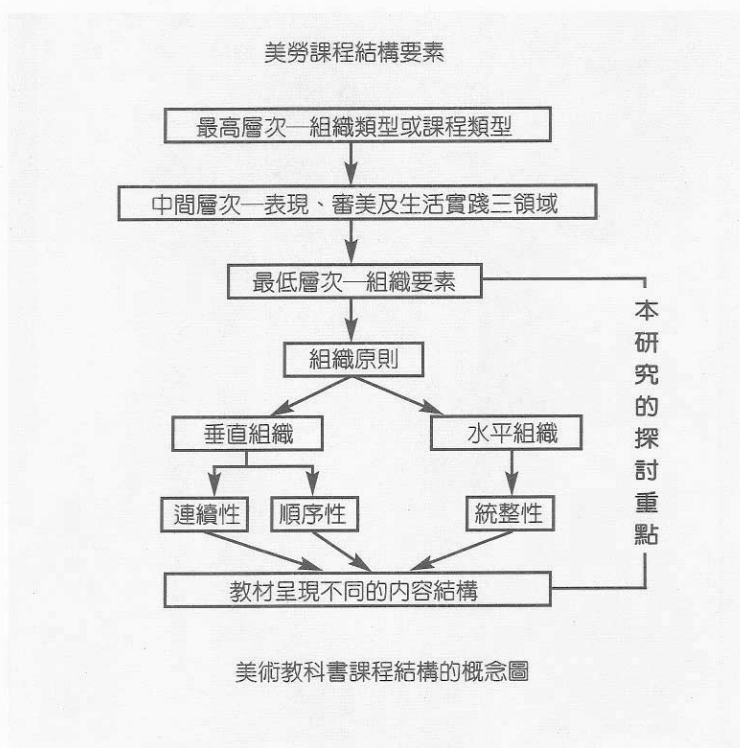 美勞課程結構要素
最高層次—組織類型或課程類型
中間層次—表現、審美及生活實踐三領域
最低層次—組織要素
組織原則
垂直組織
水平組織
連續性
順序性
統整性
教材呈現不同的內容結構
本研究的探討重點
美術教科書課程結構的概念圖